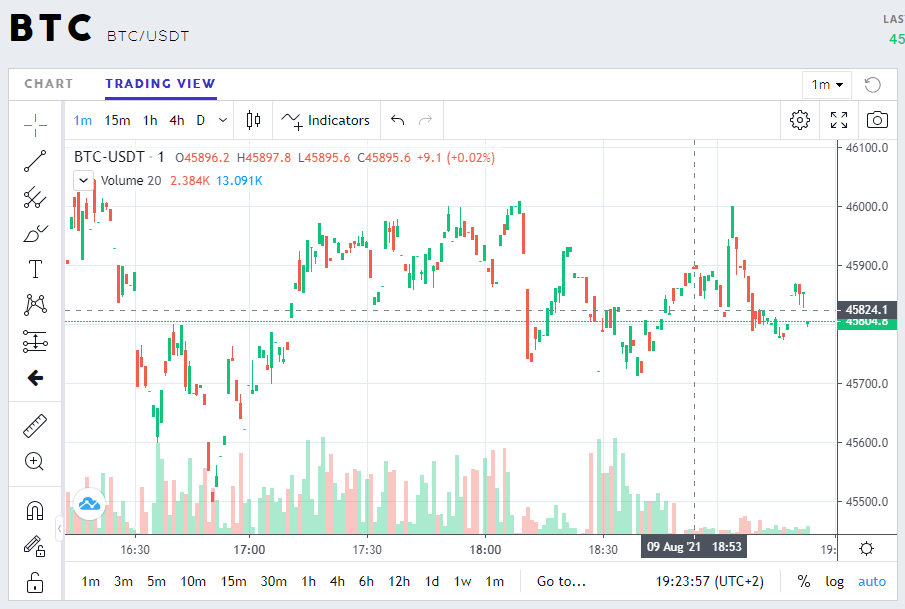 BTC BTC/USDT
LAS
45
CHART TRADING VIEW 1m
1m 15m 1h 4h D Indicators
BTC-USDT · 1 O45896.2 H45897.8 L45895.6 C45895.6 +9.1 (+0.02%)
Volume 20 2.384K 13.091K
46100.0
46000.0
45900.0
45824.1
45804.8
45700.0
45600.0
45500.0
16:30 17:00 17:30 18:00 18:30 09 Aug '21 18:53 19:
1m 3m 5m 10m 15m 30m 1h 4h 6h 12h 1d 1w 1m Go to... 19:23:57 (UTC+2) % log auto